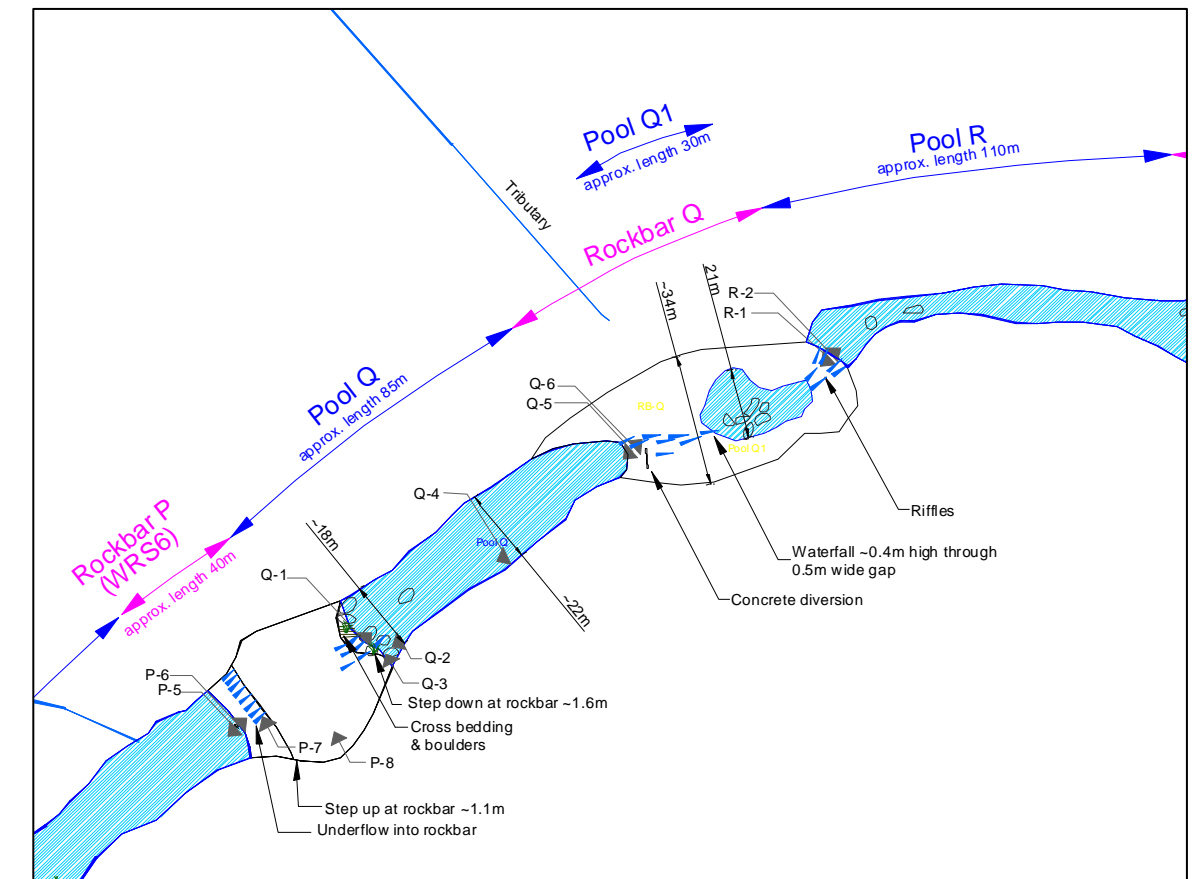 Pool Q1
approx. length 30m
Pool R
approx. length 110m
Tributary
Rockbar Q
21m
~34m
R-2
R-1
Pool Q
approx. length 85m
Q-6
Q-5
RB-Q
Pool Q1
Q-4
Pool Q
Riffles
Waterfall ~0.4m high through
0.5m wide gap
Concrete diversion
Rockbar P
(WRS6)
approx. length 40m
~18m
~22m
Q-1
Q-2
Q-3
Step down at rockbar ~1.6m
Cross bedding
& boulders
P-6
P-5
P-7
P-8
Step up at rockbar ~1.1m
Underflow into rockbar